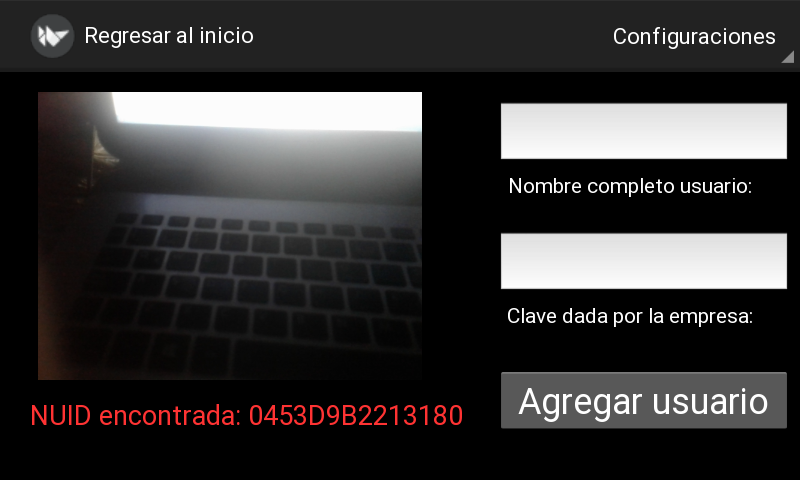 Regresar al inicio
Configuraciones
Nombre completo usuario:
Clave dada por la empresa:
Agregar usuario
NUID encontrada: 0453D9B2213180